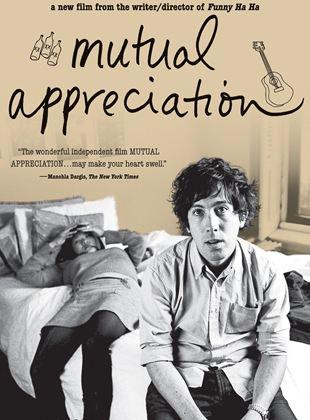 a new film from the writer/director of Funny Ha Ha
mutual
appreciation
“The wonderful independent film MUTUAL
APPRECIATION...may make your heart swell.”
—Manohla Dargis, The New York Times